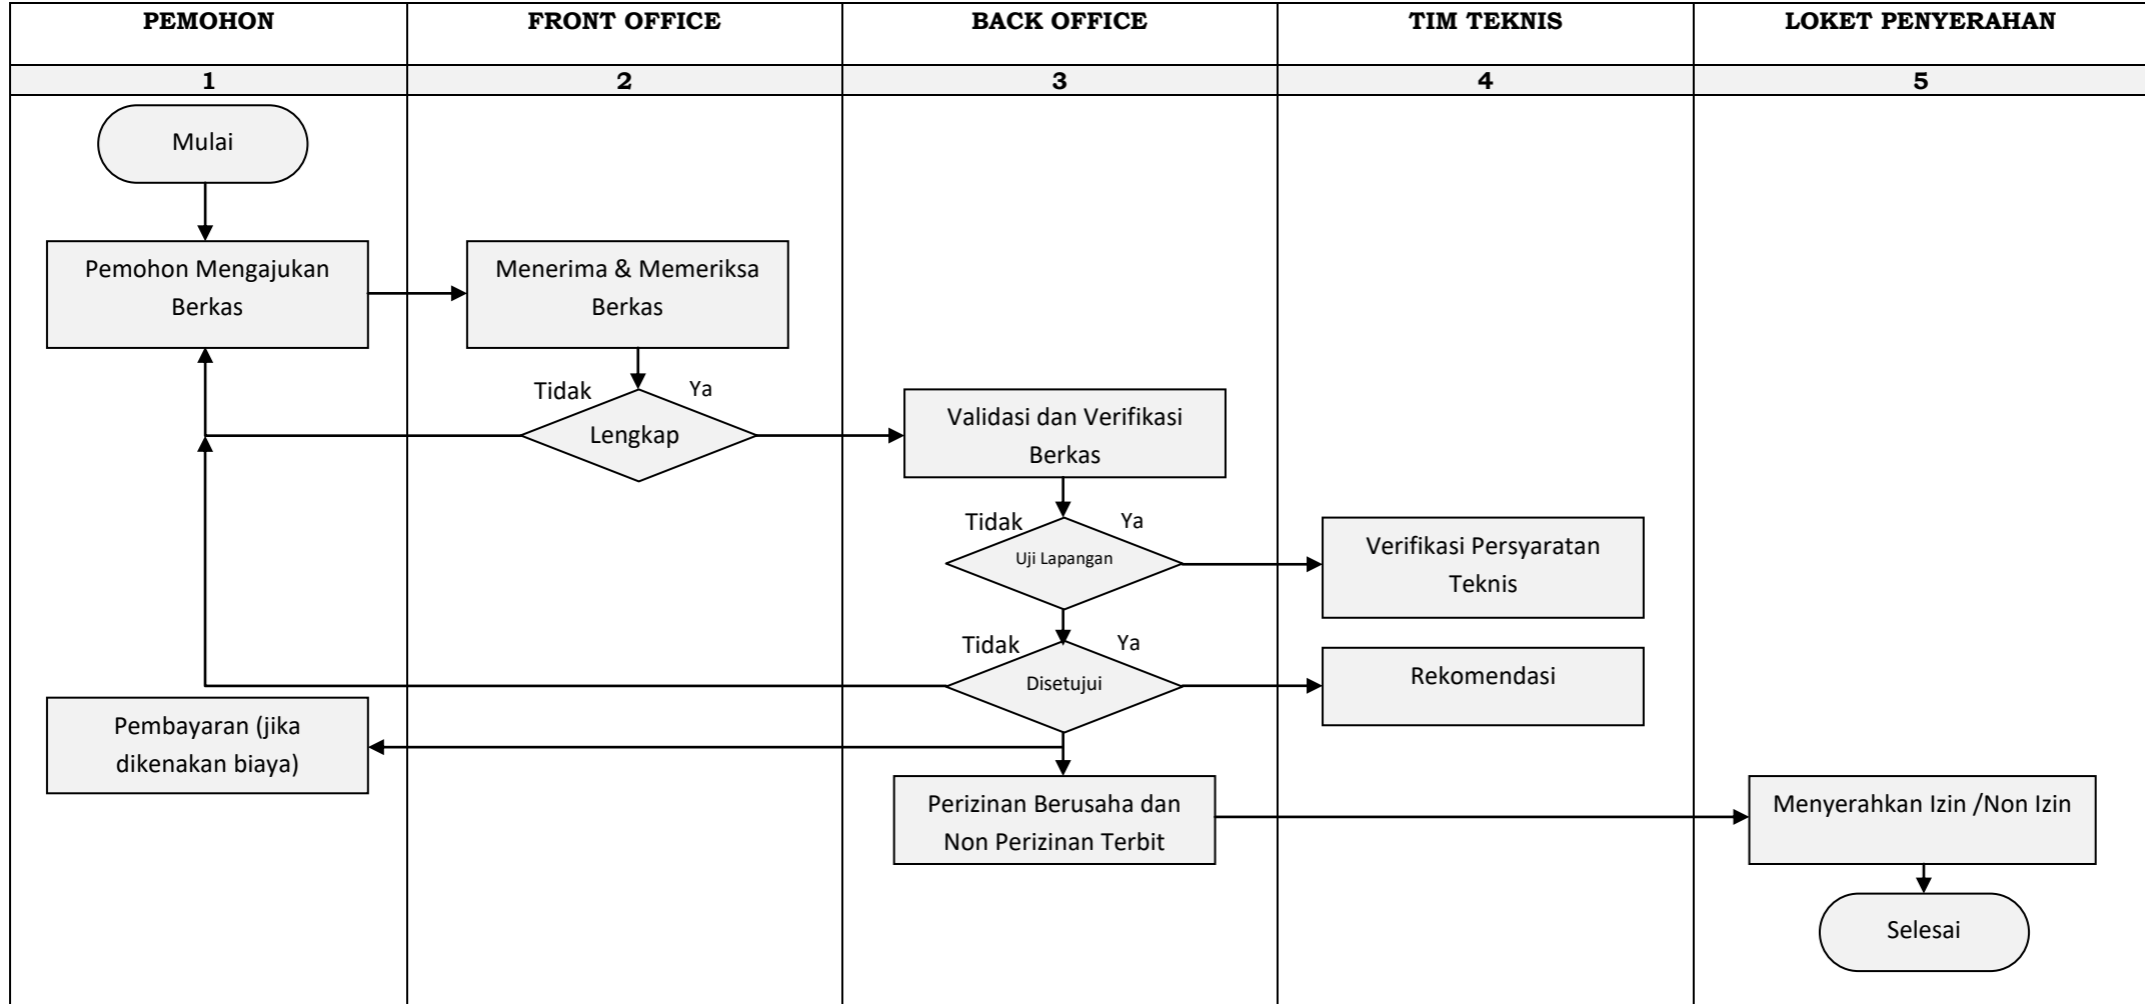 PEMOHON
FRONT OFFICE
BACK OFFICE
TIM TEKNIS
LOKET PENYERAHAN
1
2
3
4
5
Mulai
Pemohon Mengajukan
Berkas
Menerima & Memeriksa
Berkas
Tidak
Ya
Lengkap
Validasi dan Verifikasi
Berkas
Tidak
Ya
Uji Lapangan
Verifikasi Persyaratan
Teknis
Tidak
Ya
Disetujui
Rekomendasi
Pembayaran (jika
dikenakan biaya)
Perizinan Berusaha dan
Non Perizinan Terbit
Menyerahkan Izin /Non Izin
Selesai